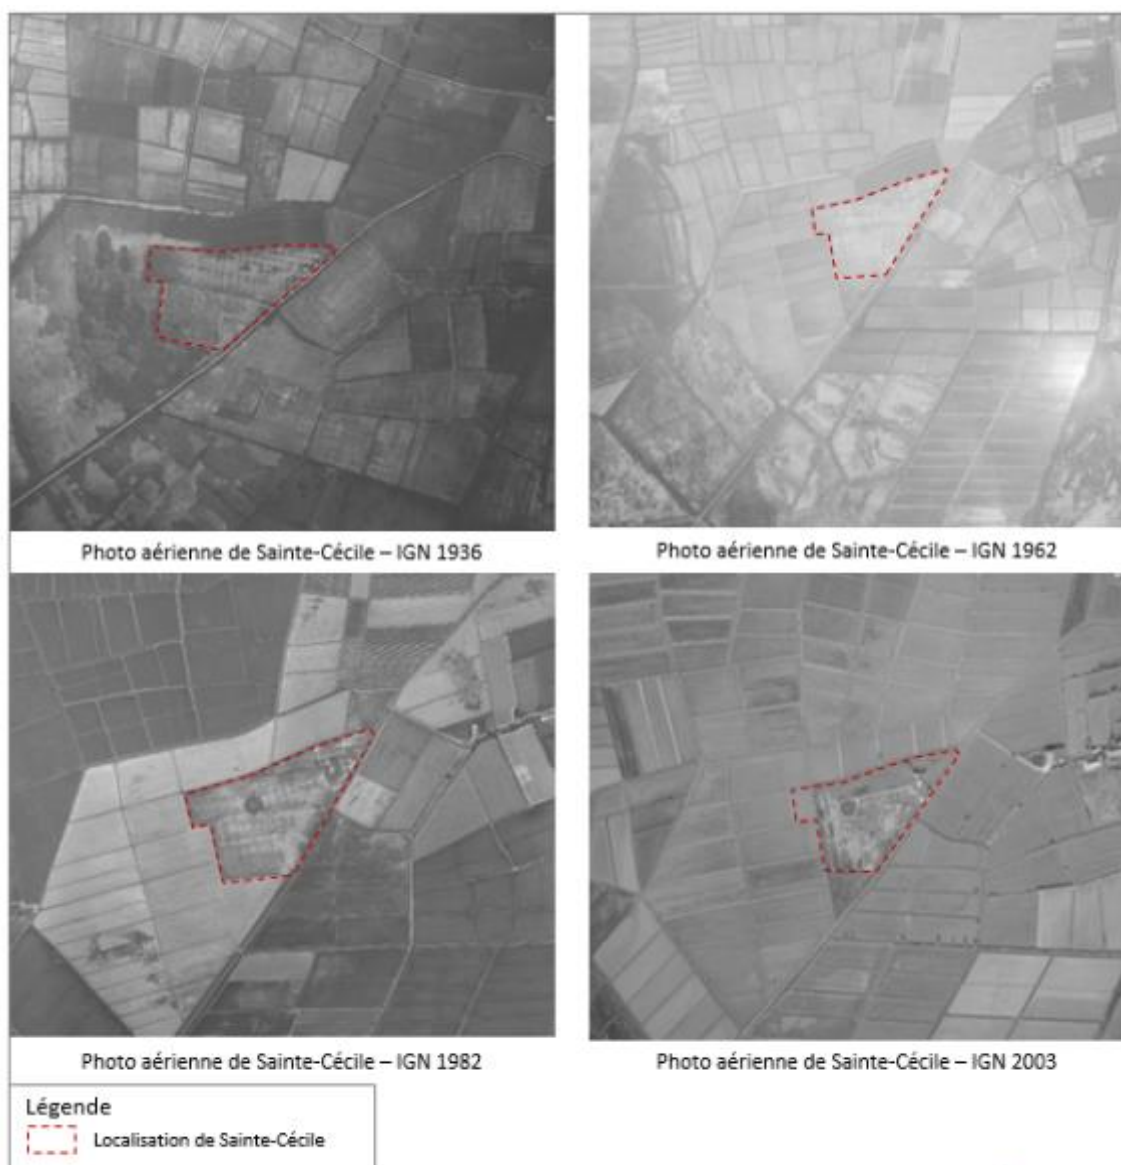 Photo aérienne de Sainte-Cécile – IGN 1936
Photo aérienne de Sainte-Cécile – IGN 1962
Photo aérienne de Sainte-Cécile – IGN 1982
Photo aérienne de Sainte-Cécile – IGN 2003
Légende
Localisation de Sainte-Cécile